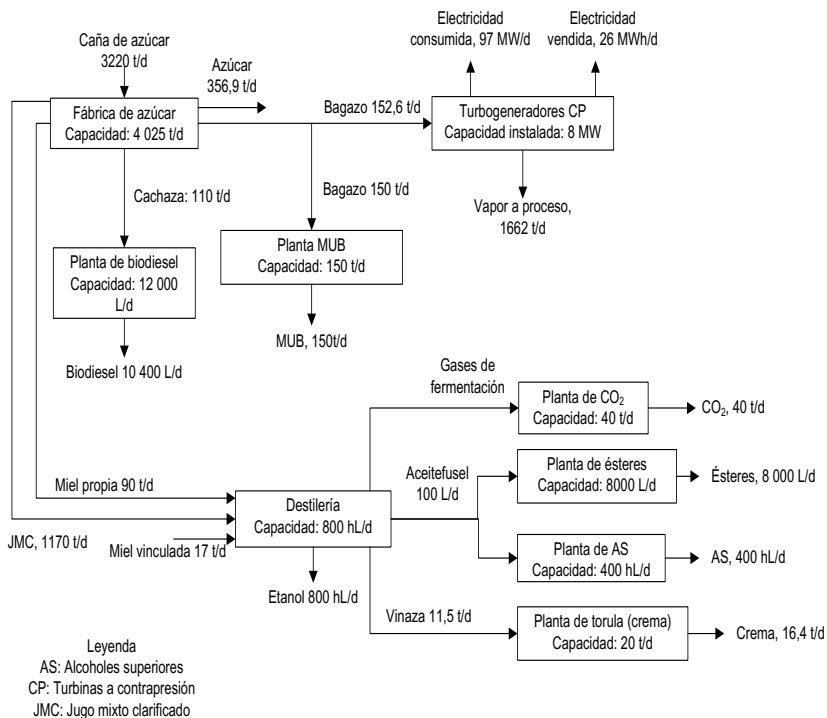 Caña de azúcar
3220 t/d
Azúcar
356,9 t/d
Electricidad
consumida, 97 MW/d
Electricidad
vendida, 26 MWh/d
Fábrica de azúcar
Capacidad: 4 025 t/d
Bagazo 152,6 t/d
Turbogeneradores CP
Capacidad instalada: 8 MW
Cachaza: 110 t/d
Bagazo 150 t/d
Vapor a proceso,
1662 t/d
Planta de biodiesel
Capacidad: 12 000
L/d
Planta MUB
Capacidad: 150 t/d
Biodiesel 10 400 L/d
MUB, 150t/d
Gases de
fermentación
Planta de CO₂
Capacidad: 40 t/d
CO₂, 40 t/d
Miel propia 90 t/d
Aceitefusel
100 L/d
Planta de ésteres
Capacidad: 8000 L/d
Ésteres, 8 000 L/d
Destilería
Capacidad: 800 hL/d
JMC, 1170 t/d
Miel vinculada 17 t/d
Planta de AS
Capacidad: 400 hL/d
AS, 400 hL/d
Etanol 800 hL/d
Vinaza 11,5 t/d
Planta de torula (crema)
Capacidad: 20 t/d
Crema, 16,4 t/d
Leyenda
AS: Alcoholes superiores
CP: Turbinas a contrapresión
JMC: Jugo mixto clarificado